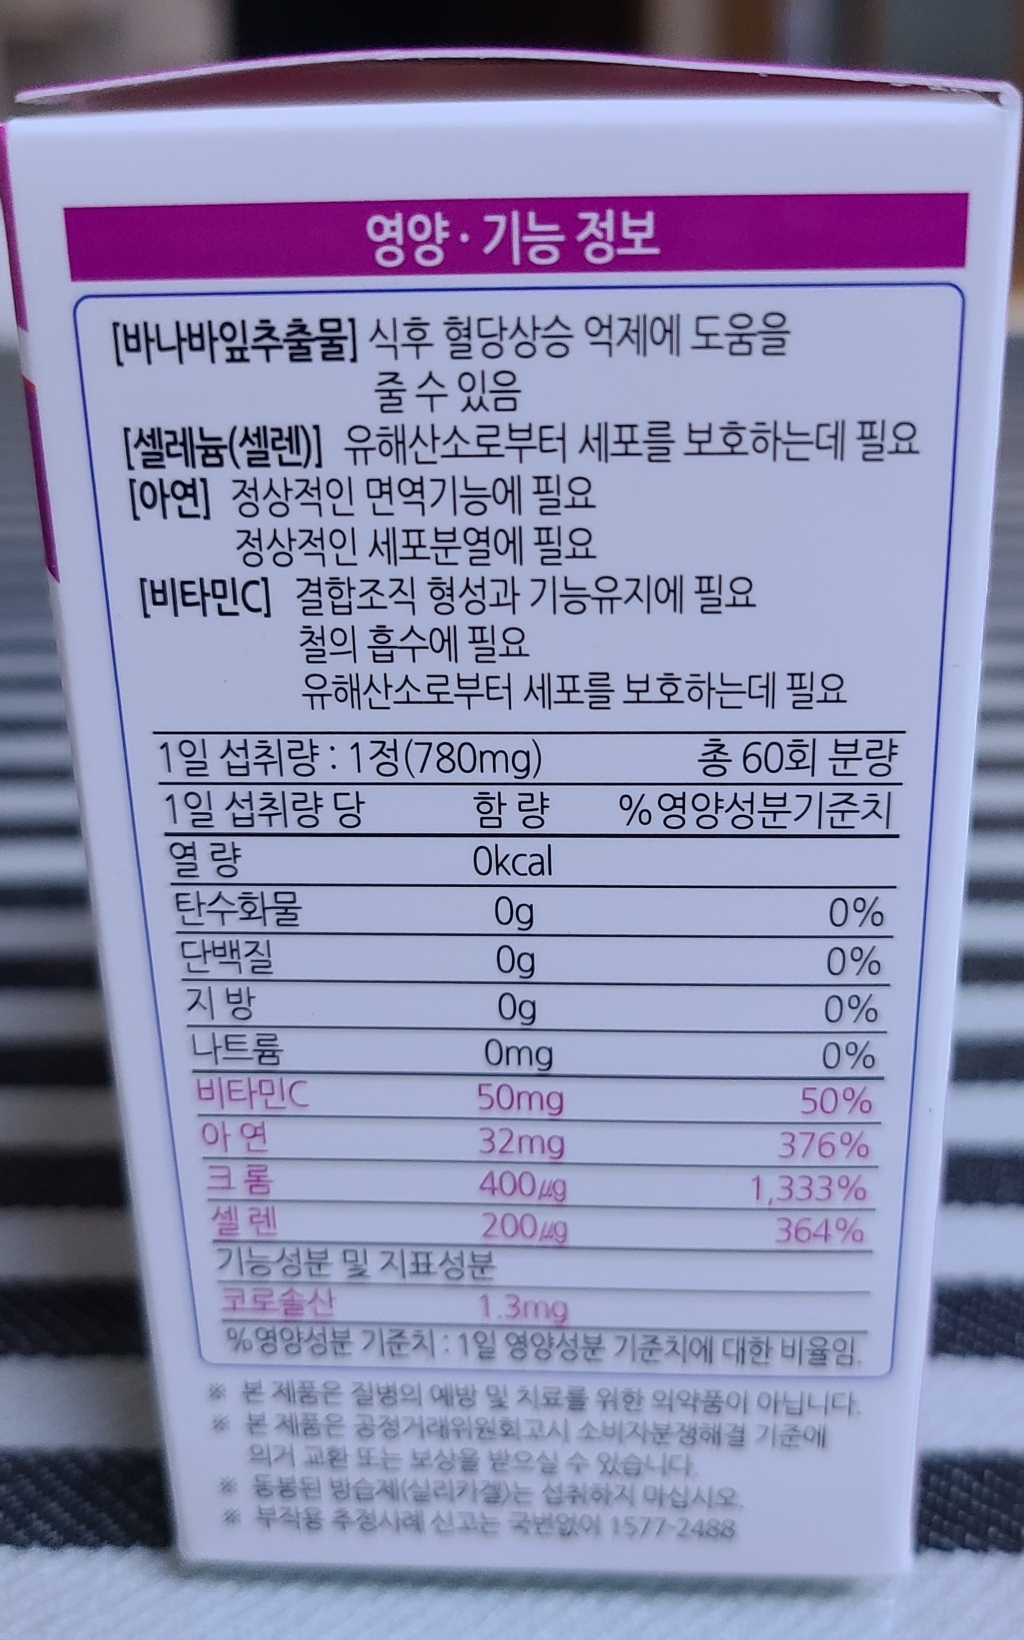 영양 · 기능 정보
[바나바잎추출물] 식후 혈당상승 억제에 도움을
줄 수 있음
[셀레늄(셀렌)] 유해산소로부터 세포를 보호하는데 필요
[아연] 정상적인 면역기능에 필요
정상적인 세포분열에 필요
[비타민C] 결합조직 형성과 기능유지에 필요
철의 흡수에 필요
유해산소로부터 세포를 보호하는데 필요
1일 섭취량 : 1정(780mg) 총 60회 분량
1일 섭취량 당 함 량 %영양성분기준치
열 량 0kcal
탄수화물 0g 0%
단백질 0g 0%
지 방 0g 0%
나트륨 0mg 0%
비타민C 50mg 50%
아 연 32mg 376%
크 롬 400㎍ 1,333%
셀 렌 200㎍ 364%
기능성분 및 지표성분
코로솔산 1.3mg
%영양성분 기준치 : 1일 영양성분 기준치에 대한 비율임.
※ 본 제품은 질병의 예방 및 치료를 위한 의약품이 아닙니다.
※ 본 제품은 공정거래위원회고시 소비자분쟁해결 기준에
의거 교환 또는 보상을 받으실 수 있습니다.
※ 동봉된 방습제(실리카겔)는 섭취하지 마십시오.
※ 부작용 추정사례 신고는 국번없이 1577-2488